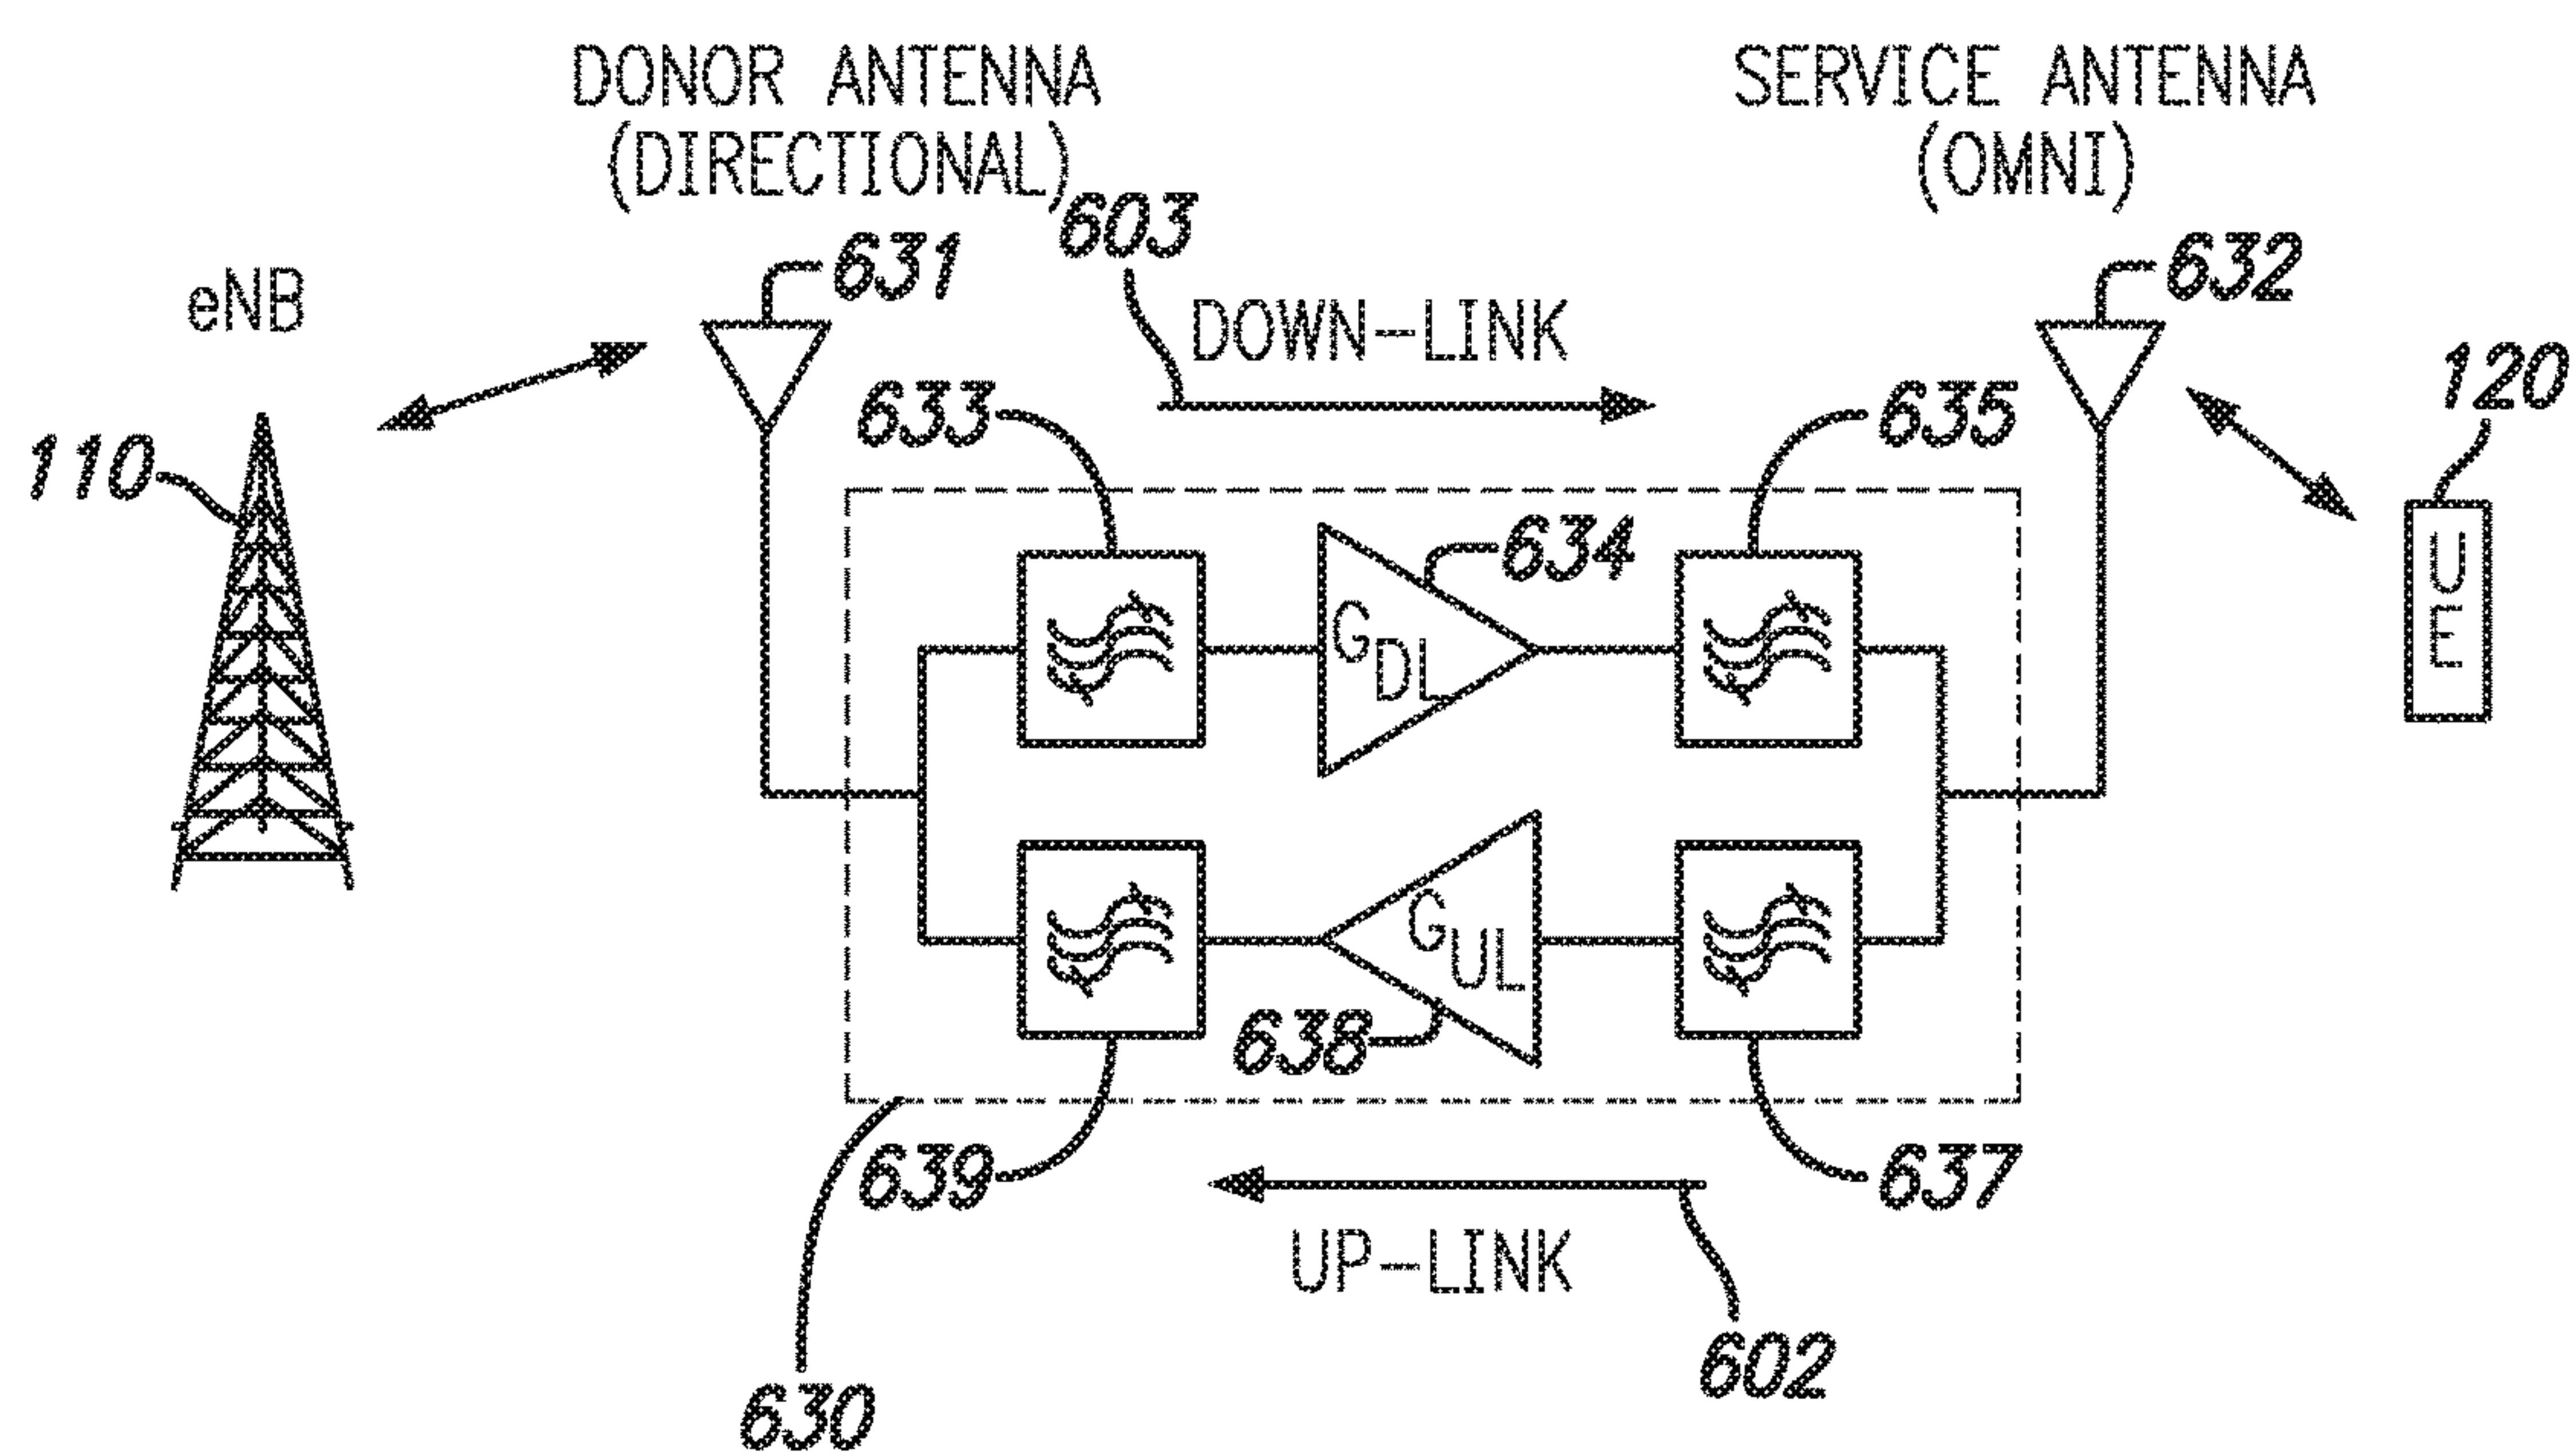 DONOR ANTENNA
(DIRECTIONAL)
SERVICE ANTENNA
(OMNI)
603
631
632
eNB
DOWN-LINK
120
633
635
110
634
UE
GDL
GUL
638
639
637
UP-LINK
602
630